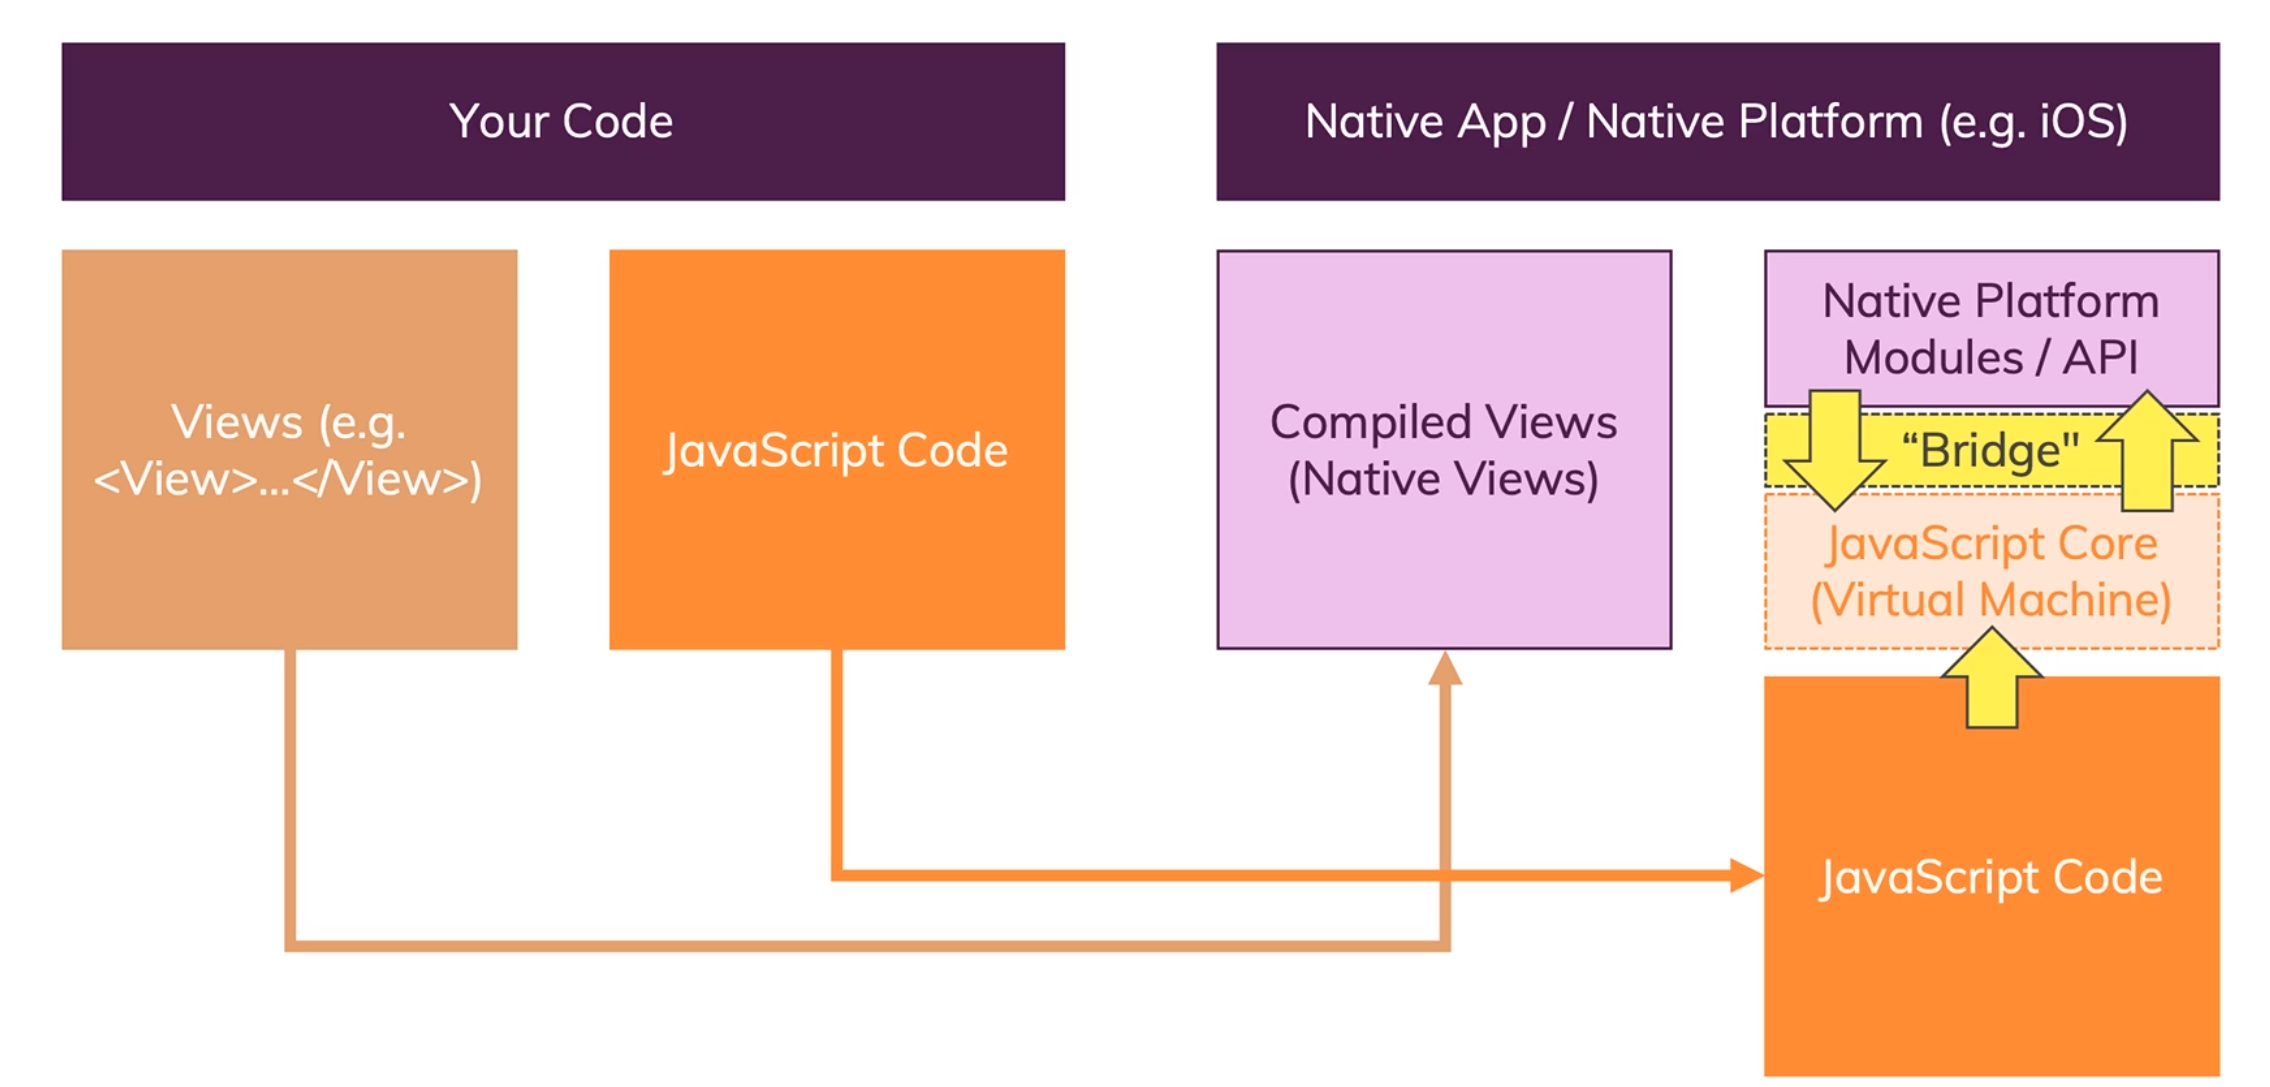 Your Code
Native App / Native Platform (e.g. iOS)
Views (e.g.
<View>...</View>)
JavaScript Code
Compiled Views
(Native Views)
Native Platform
Modules / API
“Bridge"
JavaScript Core
(Virtual Machine)
JavaScript Code